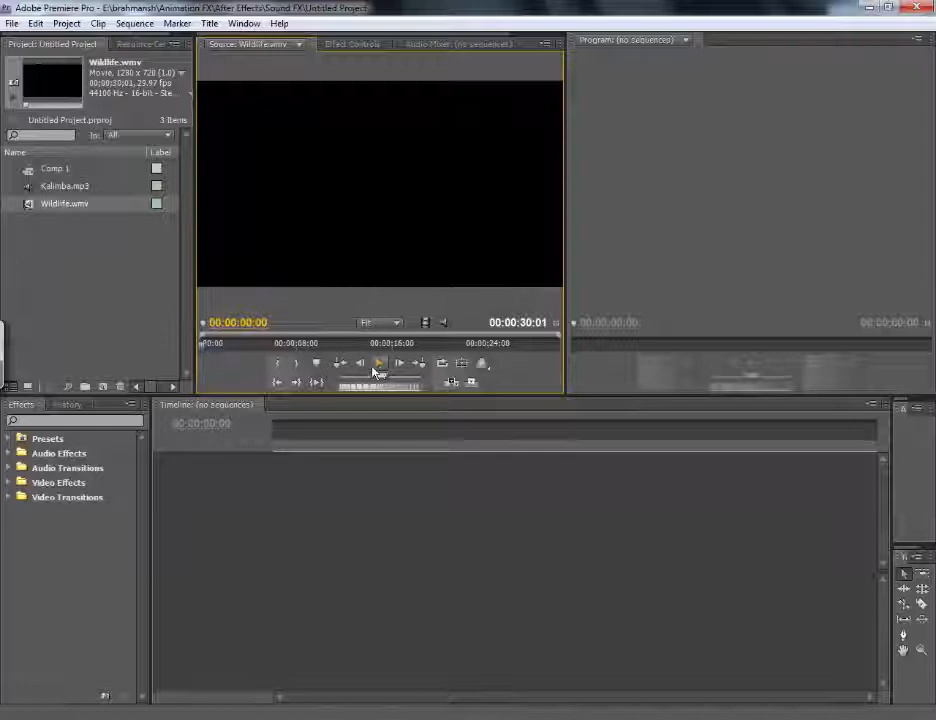 Pr Adobe Premiere Pro - E:\brahmansh\Animation FX\After Effects\Sound FX\Untitled Project
File Edit Project Clip Sequence Marker Title Window Help
Project: Untitled Project
Resource Cen
Source: Wildlife.wmv
Effect Controls
Audio Mixer: (no sequences)
Program: (no sequences)
Wildlife.wmv
Movie, 1280 x 720 (1.0)
00;00;30;01, 29.97 fps
44100 Hz - 16-bit - Ste...
Untitled Project.prproj
3 Items
In: All
Name
Label
Comp 1
Kalimba.mp3
Wildlife.wmv
00;00;00;00
Fit
00;00;30;01
00;00;00;00
00;00;00;00
00;00
00;00;08;00
00;00;16;00
00;00;24;00
Effects
History
Timeline: (no sequences)
00;00;00;00
Presets
Audio Effects
Audio Transitions
Video Effects
Video Transitions